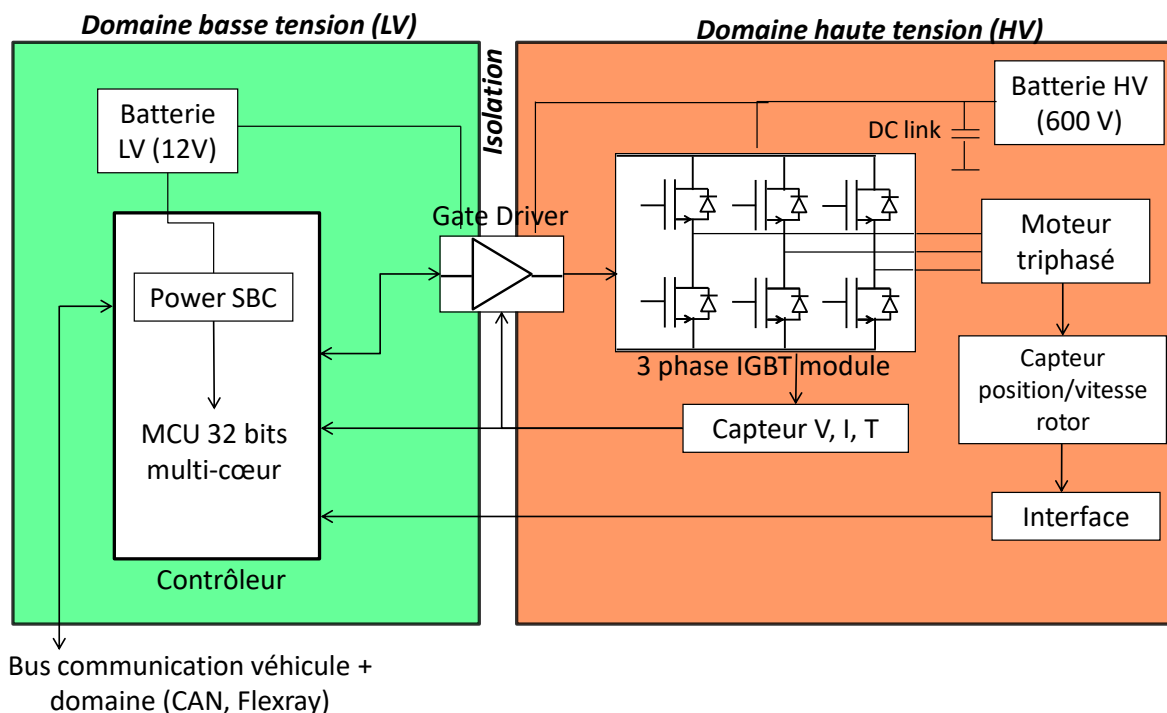 Domaine basse tension (LV)
Domaine haute tension (HV)
Isolation
Batterie
LV (12V)
Batterie HV
(600 V)
DC link
Gate Driver
Moteur
triphasé
Power SBC
3 phase IGBT module
Capteur
position/vitesse
rotor
MCU 32 bits
multi-cœur
Capteur V, I, T
Interface
Contrôleur
Bus communication véhicule +
domaine (CAN, Flexray)